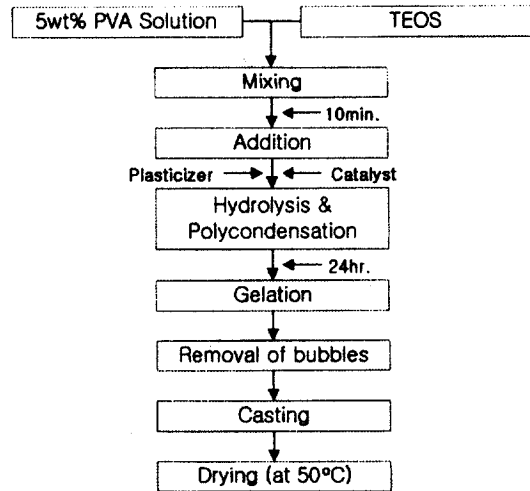 5wt% PVA Solution
TEOS
Mixing
10min.
Addition
Plasticizer
Catalyst
Hydrolysis &
Polycondensation
24hr.
Gelation
Removal of bubbles
Casting
Drying (at 50°C)